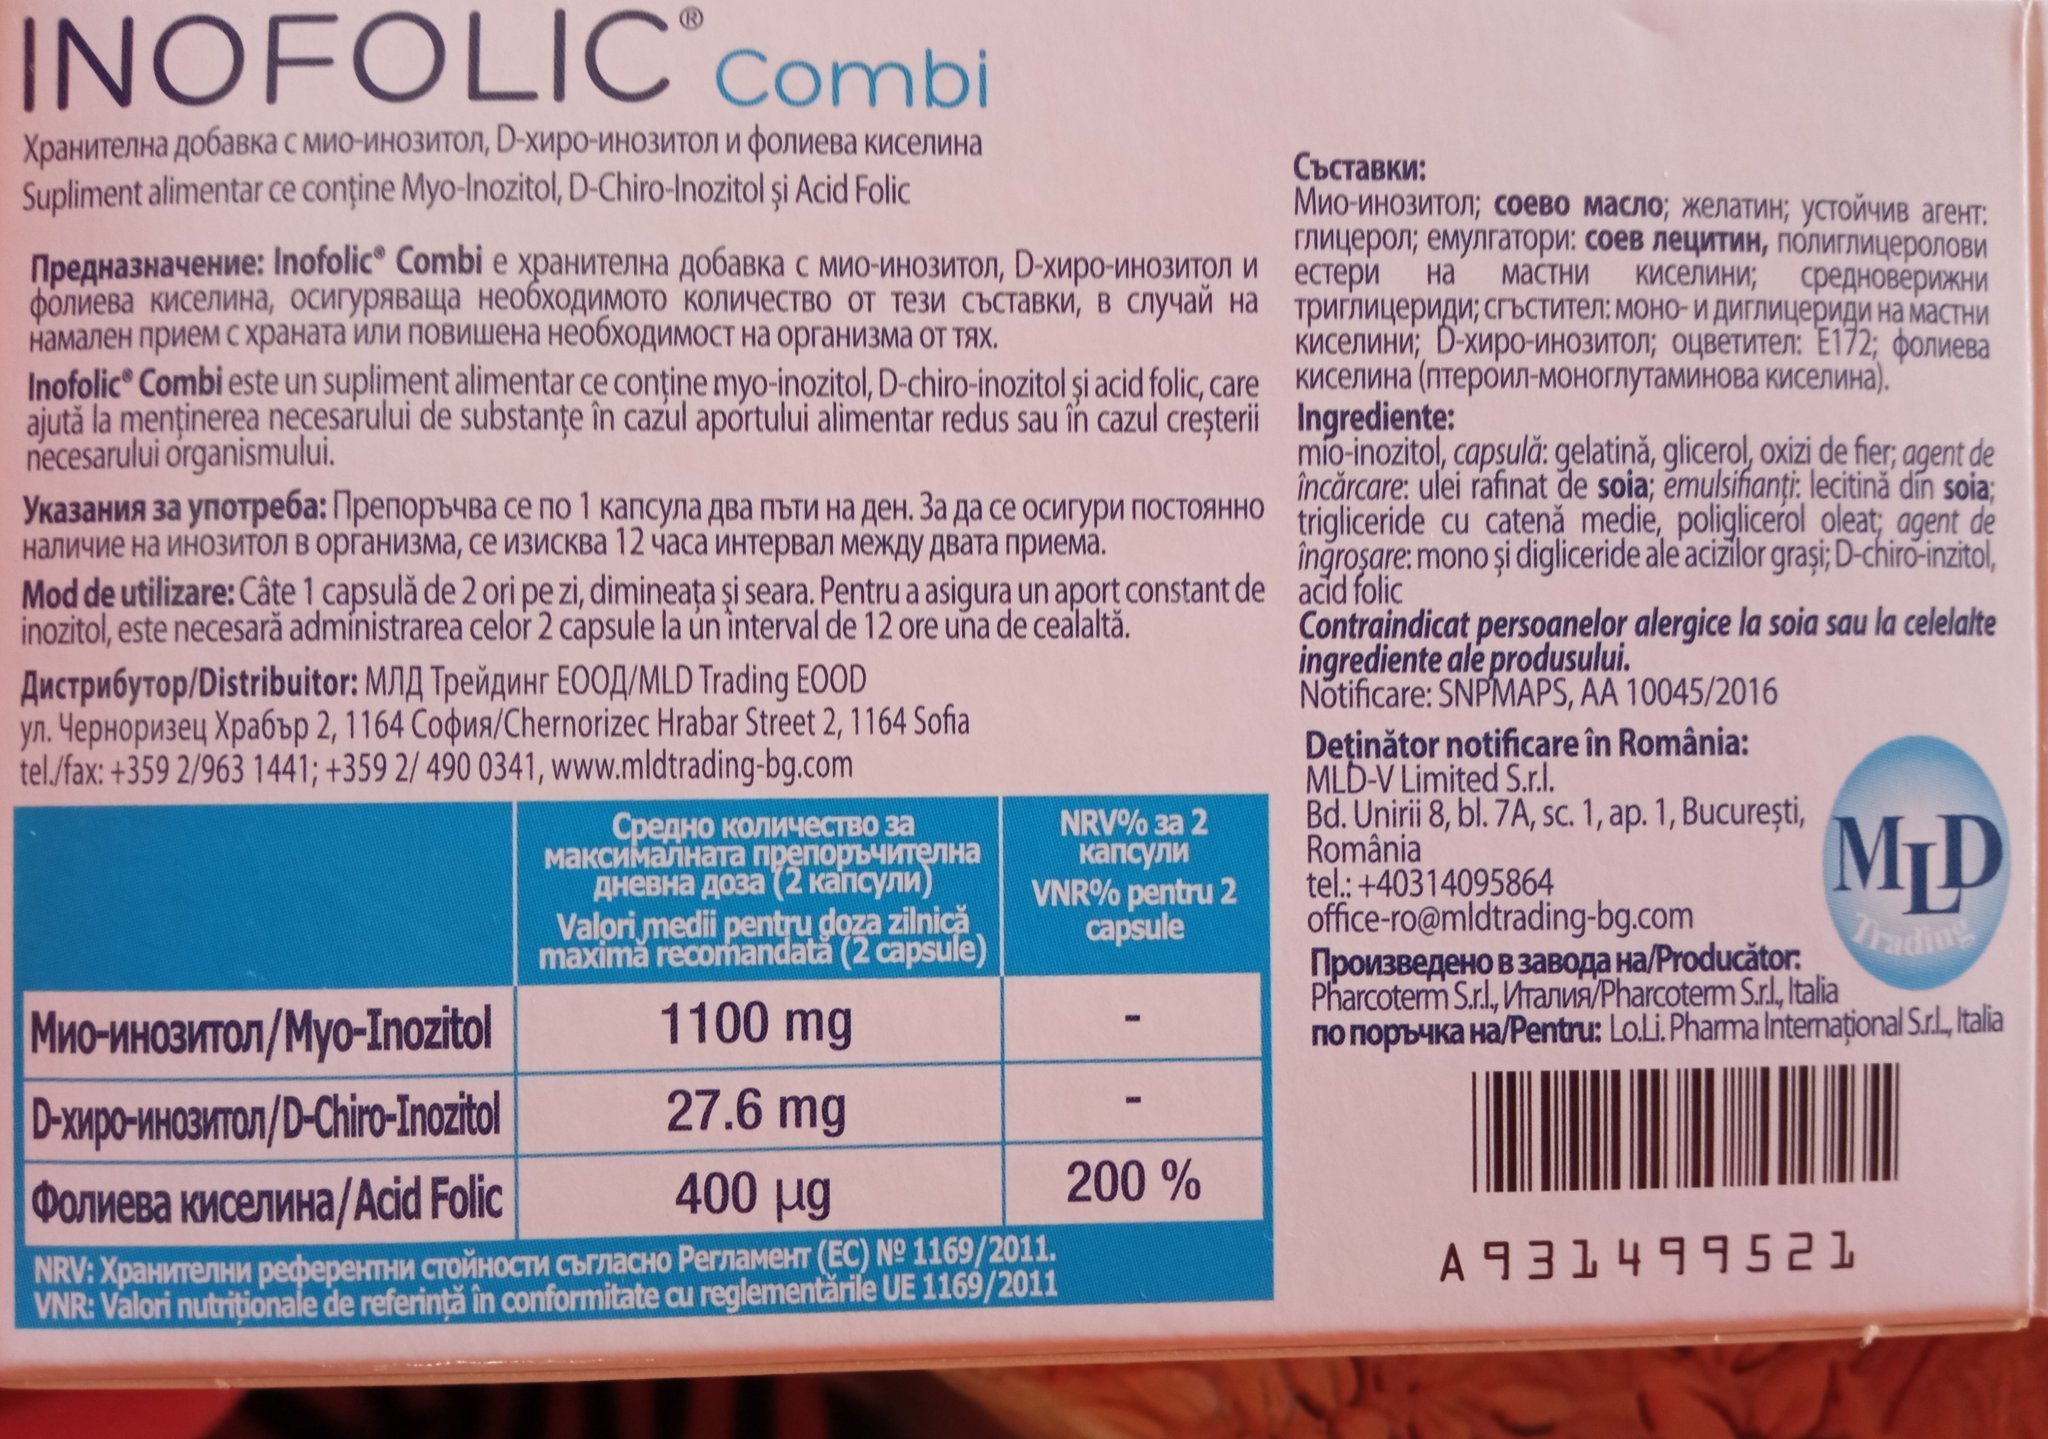 INOFOLIC® Combi
Хранителна добавка с мио-инозитол, D-хиро-инозитол и фолиева киселина
Supliment alimentar ce conţine Myo-Inozitol, D-Chiro-Inozitol şi Acid Folic
Предназначение: Inofolic® Combi е хранителна добавка с мио-инозитол, D-хиро-инозитол и
фолиева киселина, осигуряваща необходимото количество от тези съставки, в случай на
намален прием с храната или повишена необходимост на организма от тях.
Inofolic® Combi este un supliment alimentar ce conţine myo-inozitol, D-chiro-inozitol şi acid folic, care
ajută la menţinerea necesarului de substanţe în cazul aportului alimentar redus sau în cazul creşterii
necesarului organismului.
Указания за употреба: Препоръчва се по 1 капсула два пъти на ден. За да се осигури постоянно
наличие на инозитол в организма, се изисква 12 часа интервал между двата приема.
Mod de utilizare: Câte 1 capsulă de 2 ori pe zi, dimineaţa şi seara. Pentru a asigura un aport constant de
inozitol, este necesară administrarea celor 2 capsule la un interval de 12 ore una de cealaltă.
Дистрибутор/Distribuitor: МЛД Трейдинг ЕООД/MLD Trading EOOD
ул. Черноризец Храбър 2, 1164 София/Chernorizec Hrabar Street 2, 1164 Sofia
tel./fax: +359 2/963 1441; +359 2/ 490 0341, www.mldtrading-bg.com
Средно количество за
максималната препоръчителна
дневна доза (2 капсули)
Valori medii pentru doza zilnică
maximă recomandată (2 capsule)
NRV% за 2
капсули
VNR% pentru 2
capsule
Мио-инозитол/Myo-Inozitol 1100 mg -
D-хиро-инозитол/D-Chiro-Inozitol 27.6 mg -
Фолиева киселина/Acid Folic 400 µg 200 %
NRV: Хранителни референтни стойности съгласно Регламент (ЕС) № 1169/2011.
VNR: Valori nutriţionale de referinţă în conformitate cu reglementările UE 1169/2011
Съставки:
Мио-инозитол; соево масло; желатин; устойчив агент:
глицерол; емулгатори: соев лецитин, полиглицеролови
естери на мастни киселини; средноверижни
триглицериди; сгъстител: моно- и диглицериди на мастни
киселини; D-хиро-инозитол; оцветител: Е172; фолиева
киселина (птероил-моноглутаминова киселина).
Ingrediente:
mio-inozitol, capsulă: gelatină, glicerol, oxizi de fier; agent de
încărcare: ulei rafinat de soia; emulsifianţi: lecitină din soia;
trigliceride cu catenă medie, poliglicerol oleat; agent de
îngroşare: mono şi digliceride ale acizilor graşi; D-chiro-inzitol,
acid folic
Contraindicat persoanelor alergice la soia sau la celelalte
ingrediente ale produsului.
Notificare: SNPMAPS, AA 10045/2016
Deţinător notificare în România:
MLD-V Limited S.r.l.
Bd. Unirii 8, bl. 7A, sc. 1, ap. 1, Bucureşti,
România
tel.: +40314095864
office-ro@mldtrading-bg.com
MLD
Trading
Произведено в завода на/Producător:
Pharcoterm S.r.l., Италия/Pharcoterm S.r.l., Italia
по поръчка на/Pentru: Lo.Li. Pharma Internaţional S.r.l., Italia
A931499521